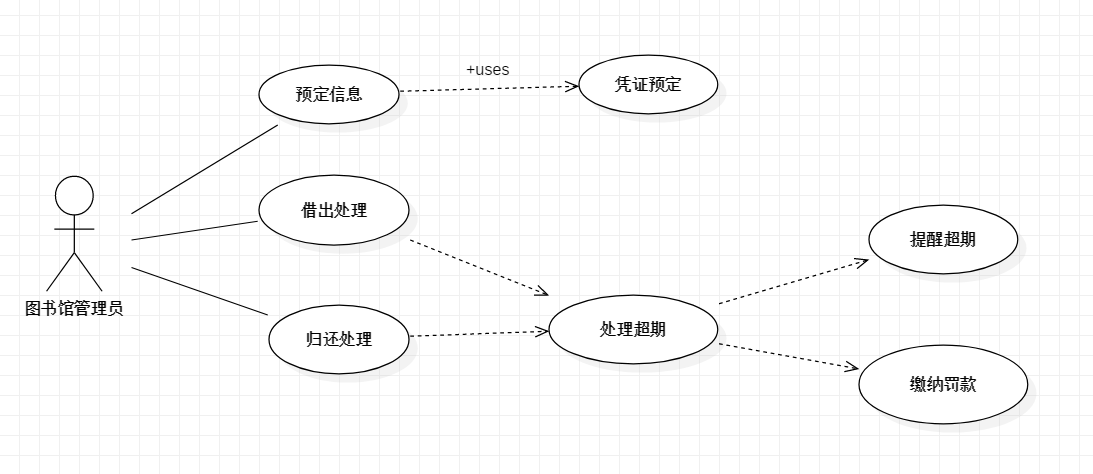 +uses
预定信息
凭证预定
借出处理
提醒超期
图书馆管理员
归还处理
处理超期
缴纳罚款